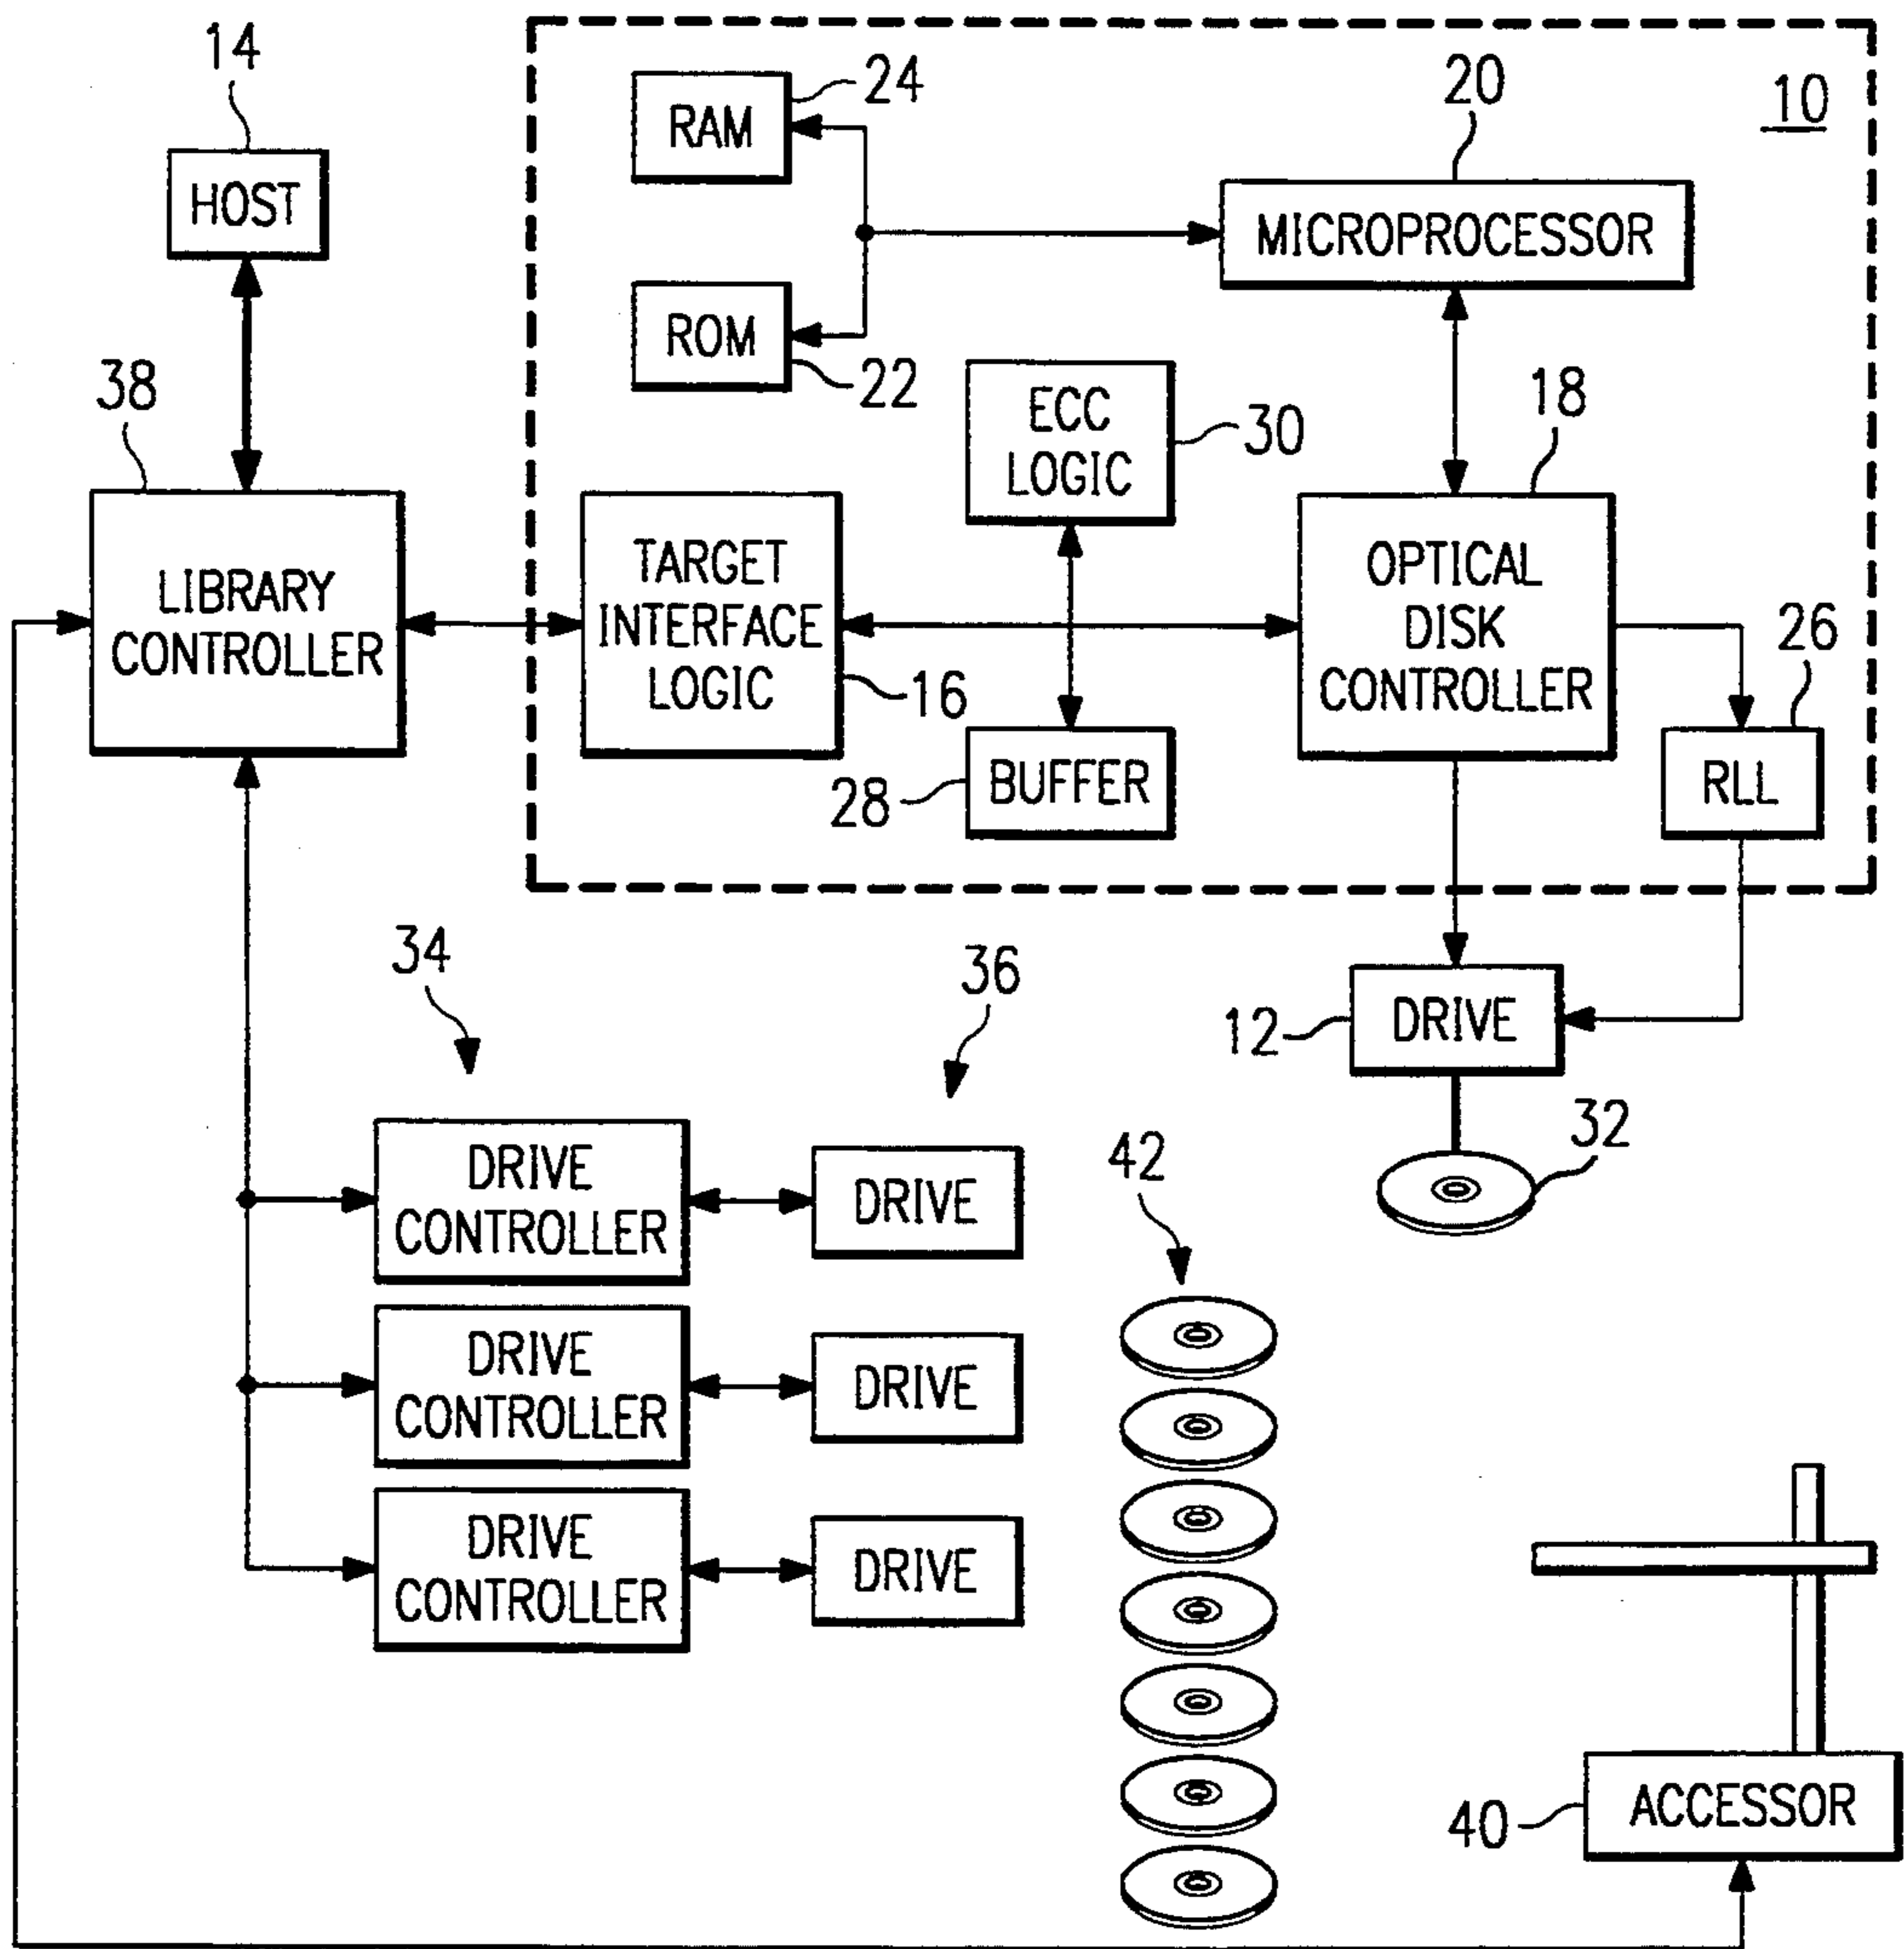 14
HOST
38
LIBRARY
CONTROLLER
10
RAM
24
ROM
22
20
MICROPROCESSOR
ECC
LOGIC
30
18
TARGET
INTERFACE
LOGIC
16
OPTICAL
DISK
CONTROLLER
26
RLL
28
BUFFER
12
DRIVE
32
34
36
DRIVE
CONTROLLER
DRIVE
DRIVE
CONTROLLER
DRIVE
DRIVE
CONTROLLER
DRIVE
42
40
ACCESSOR